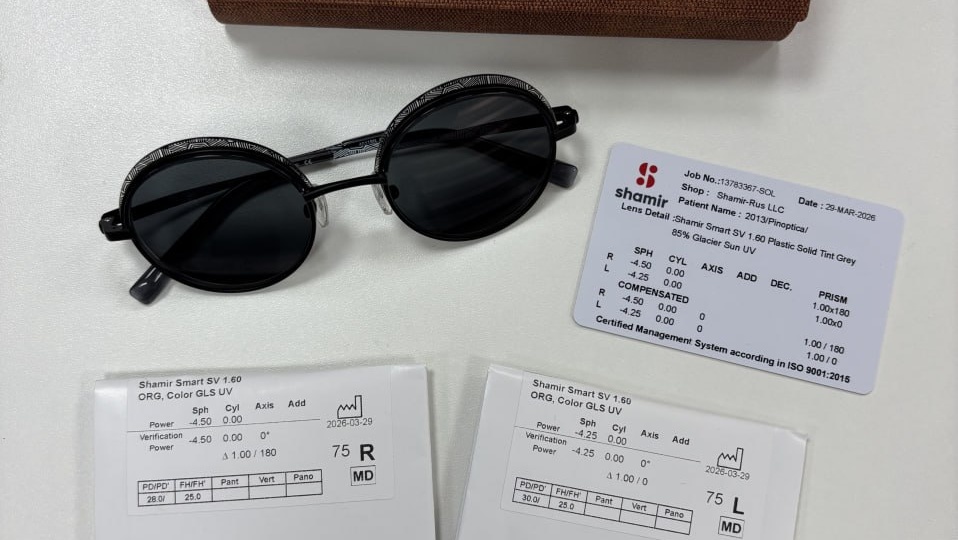 shamir
Job No.:13783367-SOL
Shop : Shamir-Rus LLC
Date : 29-MAR-2026
Patient Name : 2013/Pinoptica/
Lens Detail :Shamir Smart SV 1.60 Plastic Solid Tint Grey
85% Glacier Sun UV
SPH CYL AXIS ADD DEC. PRISM
R -4.50 0.00 1.00x180
L -4.25 0.00 1.00x0
COMPENSATED
R -4.50 0.00 0 1.00 / 180
L -4.25 0.00 0 1.00 / 0
Certified Management System according in ISO 9001:2015
Shamir Smart SV 1.60
ORG, Color GLS UV
Sph Cyl Axis Add
Power -4.50 0.00
2026-03-29
Verification Power -4.50 0.00 0°
Δ 1.00 / 180
75 R
MD
PD/PD' FH/FH' Pant Vert Pano
28.0/ 25.0
Shamir Smart SV 1.60
ORG, Color GLS UV
Sph Cyl Axis Add
Power -4.25 0.00
2026-03-29
Verification Power -4.25 0.00 0°
Δ 1.00 / 0
75 L
MD
PD/PD' FH/FH' Pant Vert Pano
30.0/ 25.0